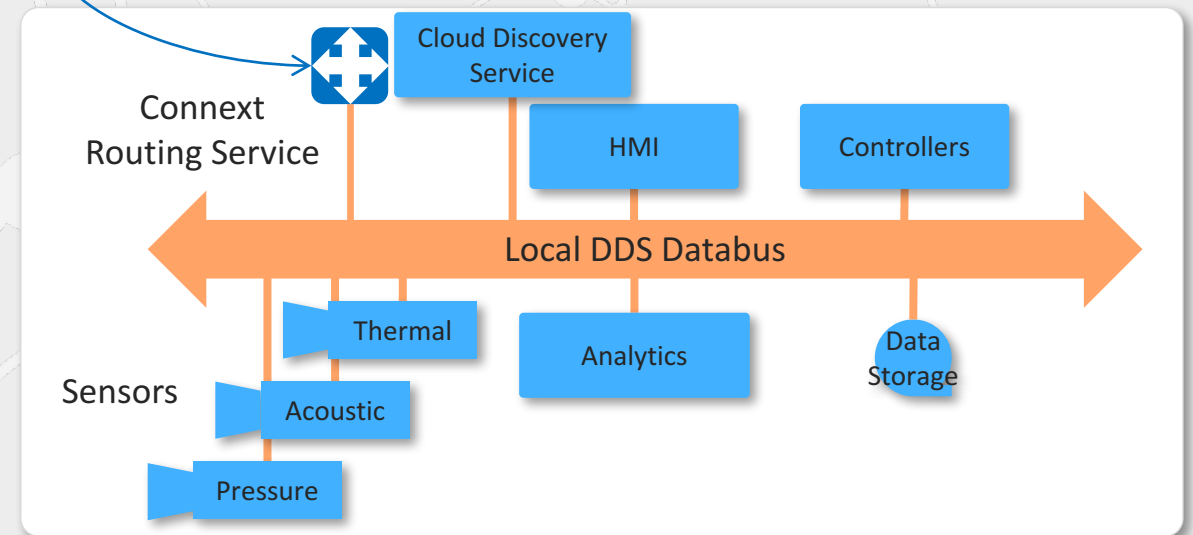 Cloud Discovery
Service
Connext
Routing Service
HMI
Controllers
Local DDS Databus
Thermal
Analytics
Data
Storage
Sensors
Acoustic
Pressure